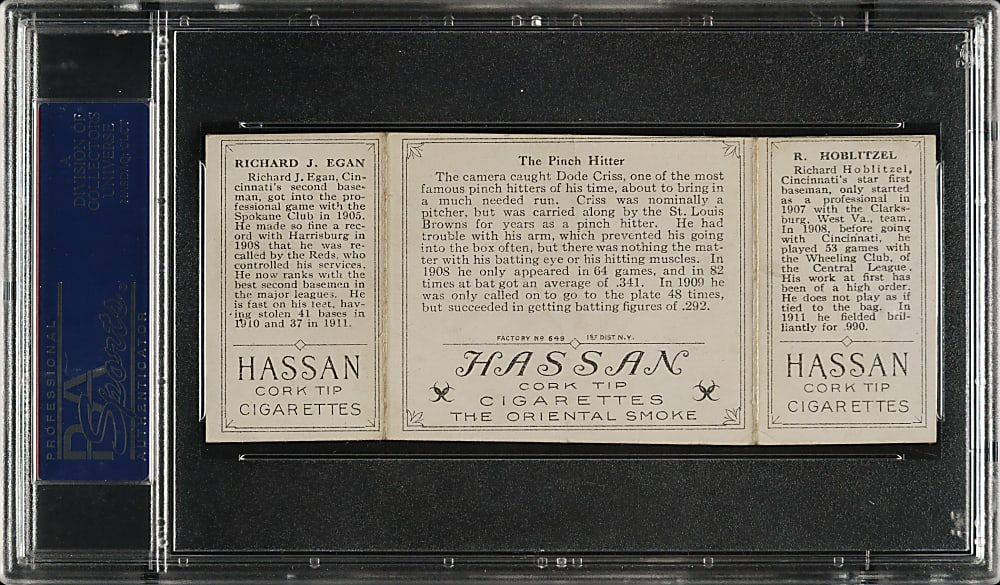 A
DIVISION OF
COLLECTORS
UNIVERSE
NASDAQ: CLCT
PROFESSIONAL
PSA
Sports
AUTHENTICATOR
RICHARD J. EGAN
Richard J. Egan, Cin-
cinnati's second base-
man, got into the pro-
fessional game with the
Spokane Club in 1905.
He made so fine a rec-
ord with Harrisburg in
1908 that he was re-
called by the Reds, who
controlled his services.
He now ranks with the
best second basemen in
the major leagues. He
is fast on his feet, hav-
ing stolen 41 bases in
1910 and 37 in 1911.
HASSAN
CORK TIP
CIGARETTES
The Pinch Hitter
The camera caught Dode Criss, one of the most
famous pinch hitters of his time, about to bring in
a much needed run. Criss was nominally a
pitcher, but was carried along by the St. Louis
Browns for years as a pinch hitter. He had
trouble with his arm, which prevented his going
into the box often, but there was nothing the mat-
ter with his batting eye or his hitting muscles. In
1908 he only appeared in 64 games, and in 82
times at bat got an average of .341. In 1909 he
was only called on to go to the plate 48 times,
but succeeded in getting batting figures of .292.
FACTORY Nº 649 1ST DIST N.Y.
HASSAN
CORK TIP
CIGARETTES
THE ORIENTAL SMOKE
R. HOBLITZEL
Richard Hoblitzel,
Cincinnati's star first
baseman, only started
as a professional in
1907 with the Clarks-
burg, West Va., team.
In 1908, before going
with Cincinnati, he
played 53 games with
the Wheeling Club, of
the Central League.
His work at first has
been of a high order.
He does not play as if
tied to the bag. In
1911 he fielded bril-
liantly for .990.
HASSAN
CORK TIP
CIGARETTES